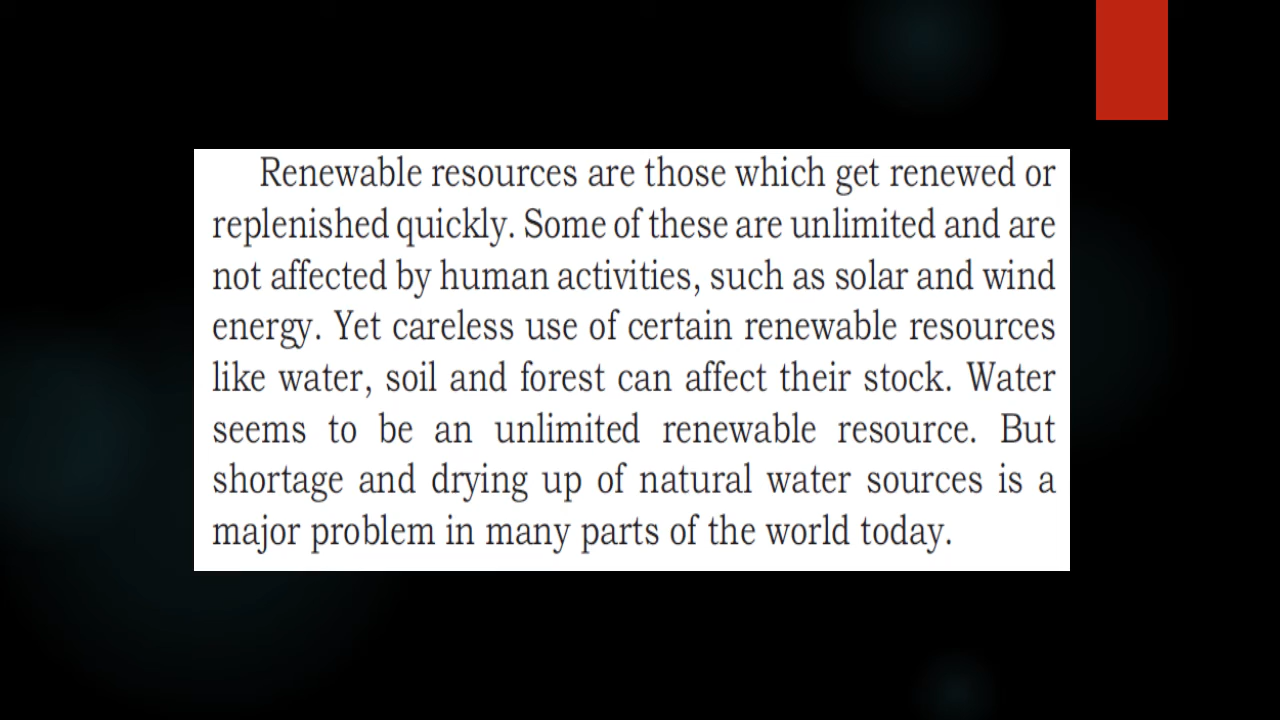 Renewable resources are those which get renewed or
replenished quickly. Some of these are unlimited and are
not affected by human activities, such as solar and wind
energy. Yet careless use of certain renewable resources
like water, soil and forest can affect their stock. Water
seems to be an unlimited renewable resource. But
shortage and drying up of natural water sources is a
major problem in many parts of the world today.